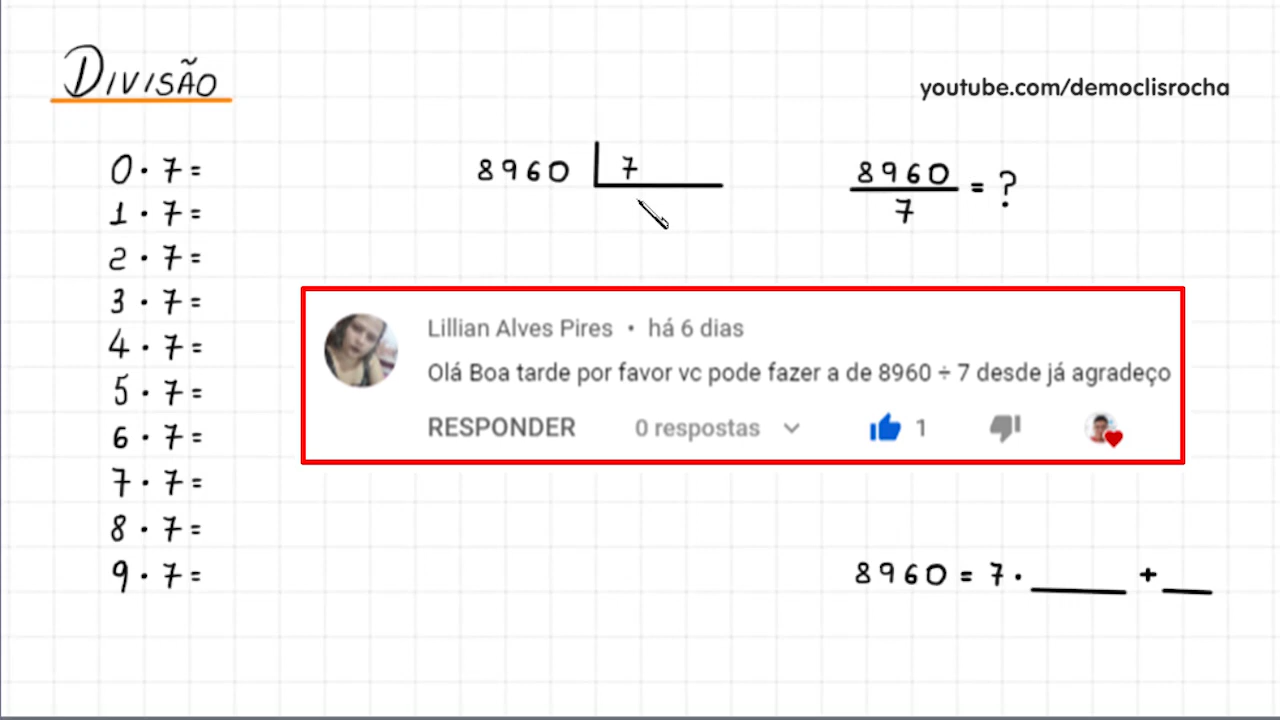 DIVISÃO
youtube.com/democlisrocha
0 · 7 =
1 · 7 =
2 · 7 =
3 · 7 =
4 · 7 =
5 · 7 =
6 · 7 =
7 · 7 =
8 · 7 =
9 · 7 =
8960 7
8960
7
= ?
Lillian Alves Pires • há 6 dias
Olá Boa tarde por favor vc pode fazer a de 8960 ÷ 7 desde já agradeço
RESPONDER 0 respostas 1
8960 = 7 · ____ + __